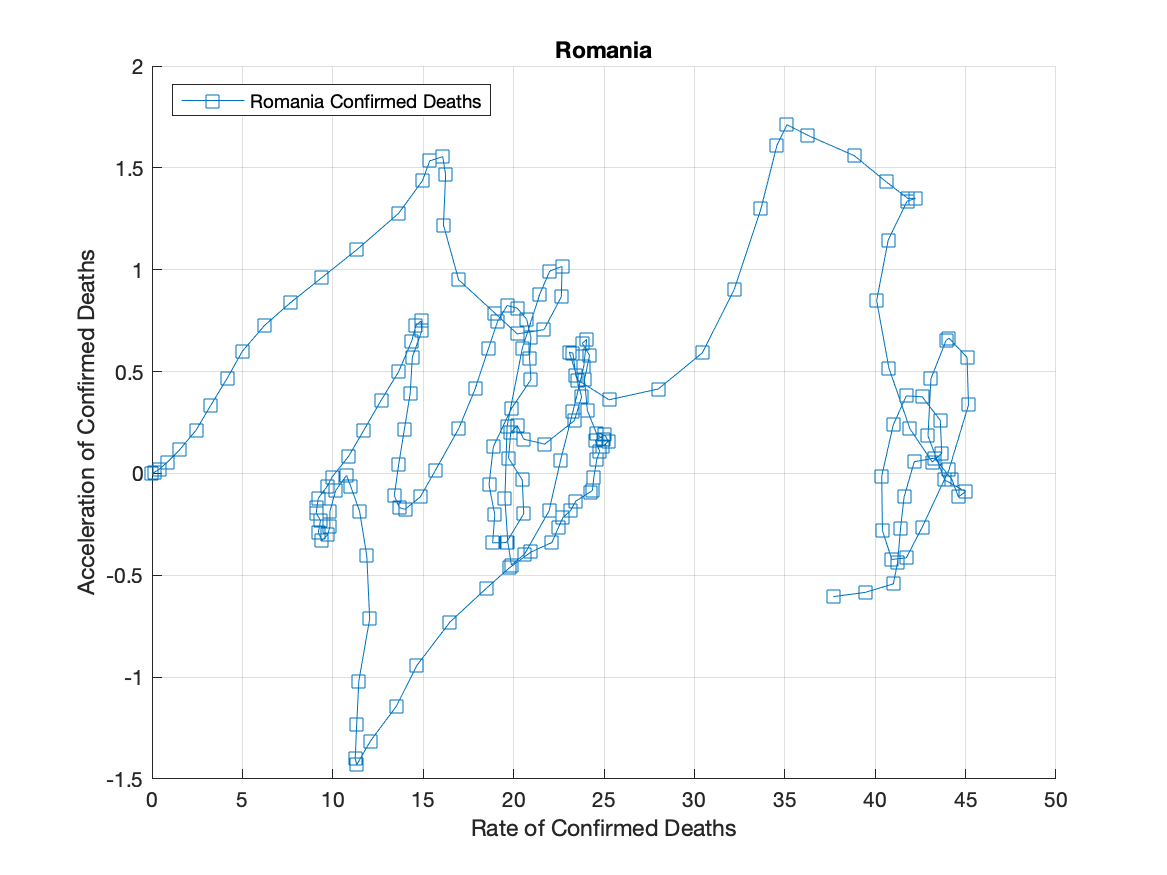 Romania
Romania Confirmed Deaths
2
1.5
1
0.5
0
-0.5
-1
-1.5
Acceleration of Confirmed Deaths
0 5 10 15 20 25 30 35 40 45 50
Rate of Confirmed Deaths